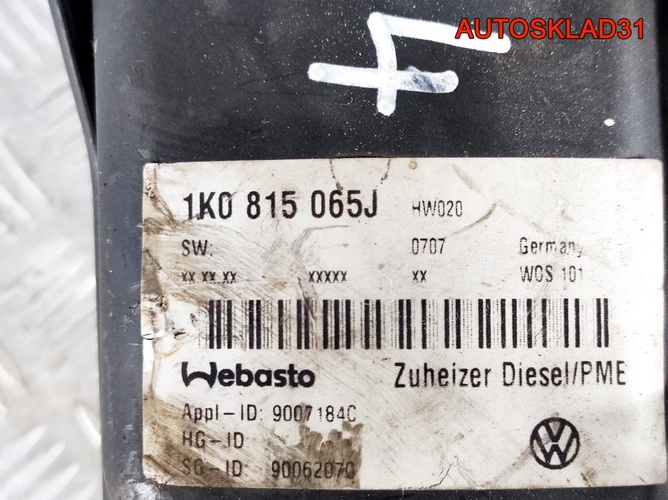 AUTOSKLAD31
1K0 815 065J HW020
SW: 0707 Germany
xx xx xx xxxxx xx WOS 101
Webasto Zuheizer Diesel/PME
Appl-ID: 9007184C
HG-ID
SG-ID 9006207C